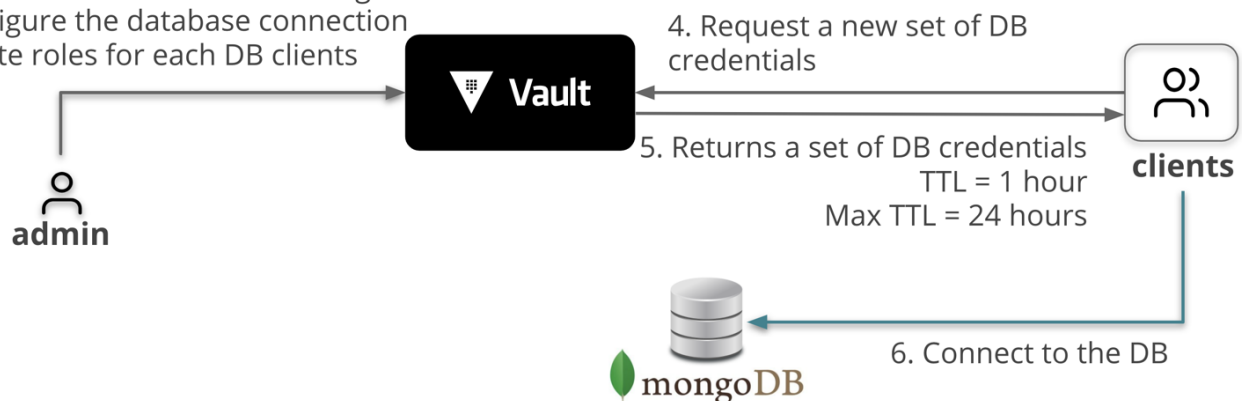 igure the database connection
te roles for each DB clients
4. Request a new set of DB
credentials
Vault
5. Returns a set of DB credentials
TTL = 1 hour
Max TTL = 24 hours
clients
admin
6. Connect to the DB
mongoDB